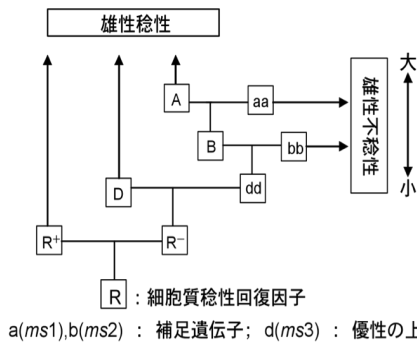 雄性稔性
A
aa
B
bb
D
dd
R⁺
R⁻
雄性不稔性
大
小
R : 細胞質稔性回復因子
a(ms1),b(ms2) : 補足遺伝子; d(ms3) : 優性の上